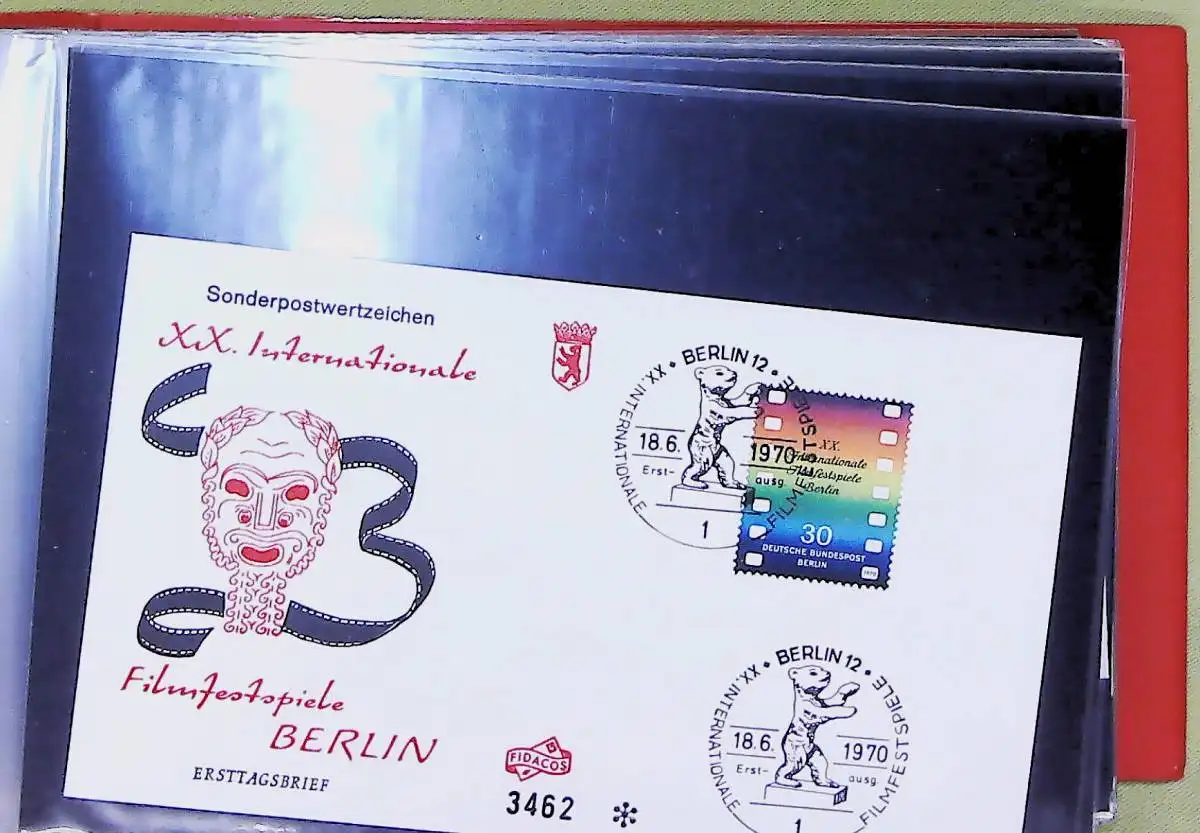 Sonderpostwertzeichen
XX. Internationale
Filmfestspiele
BERLIN
ERSTTAGSBRIEF
FIDACOS
3462
BERLIN 12
XX. INTERNATIONALE FILMFESTSPIELE
18.6. 1970
Erst- ausg.
1
XX.
Internationale
Filmfestspiele
Berlin
30
DEUTSCHE BUNDESPOST
BERLIN
1970
BERLIN 12
XX. INTERNATIONALE FILMFESTSPIELE
18.6. 1970
Erst- ausg.
1